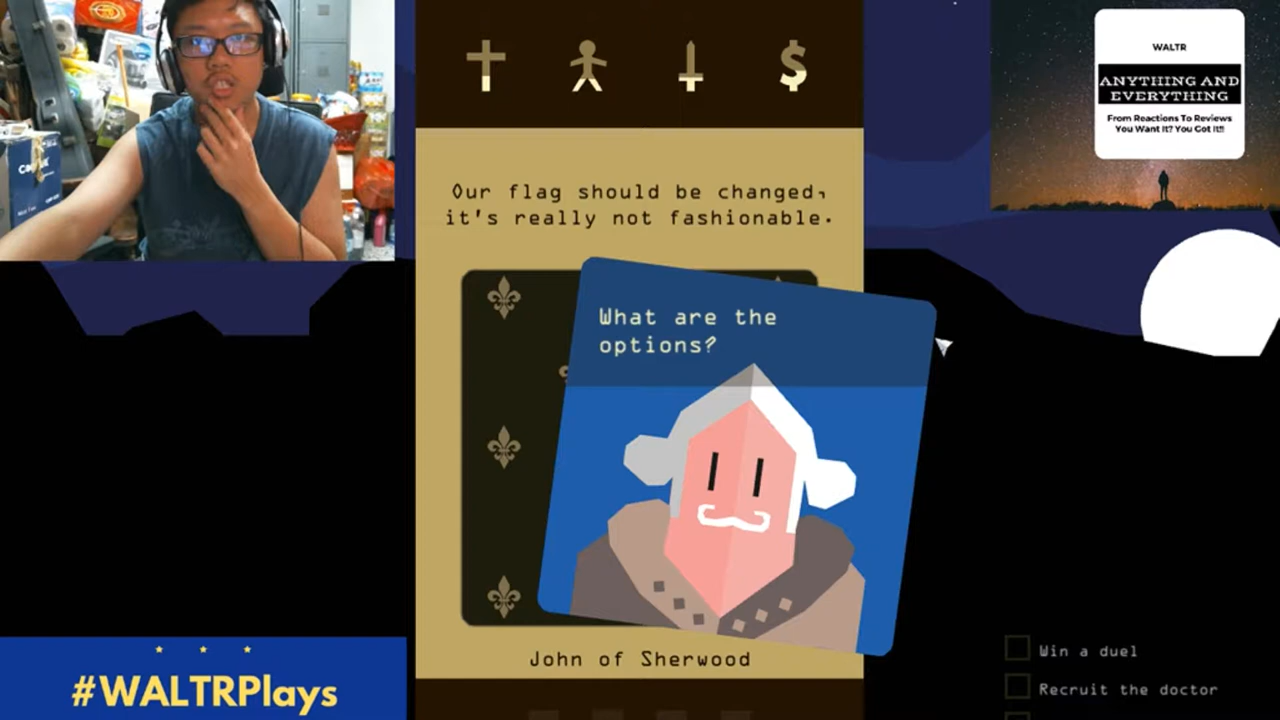 WALTR
ANYTHING AND
EVERYTHING
From Reactions To Reviews
You Want It? You Got It!!
Our flag should be changed,
it's really not fashionable.
What are the
options?
John of Sherwood
Win a duel
Recruit the doctor
#WALTRPlays